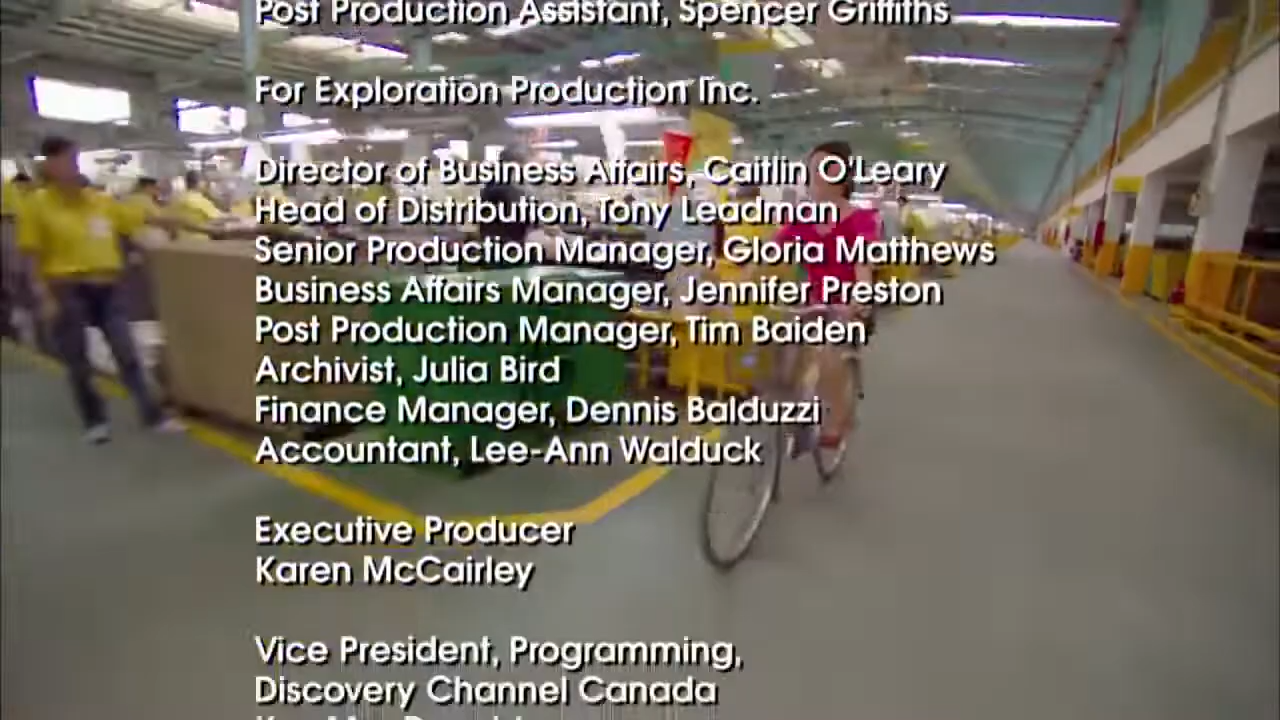 Post Production Assistant, Spencer Griffiths
For Exploration Production Inc.
Director of Business Affairs, Caitlin O'Leary
Head of Distribution, Tony Leadman
Senior Production Manager, Gloria Matthews
Business Affairs Manager, Jennifer Preston
Post Production Manager, Tim Baiden
Archivist, Julia Bird
Finance Manager, Dennis Balduzzi
Accountant, Lee-Ann Walduck
Executive Producer
Karen McCairley
Vice President, Programming,
Discovery Channel Canada